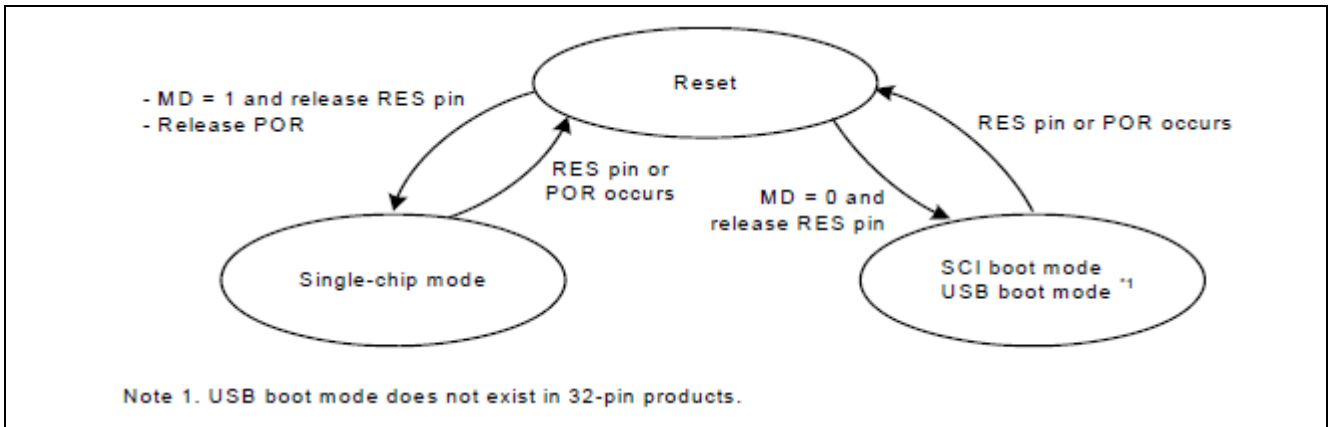 Reset
- MD = 1 and release RES pin
- Release POR
RES pin or POR occurs
RES pin or
POR occurs
MD = 0 and
release RES pin
Single-chip mode
SCI boot mode
USB boot mode *1
Note 1. USB boot mode does not exist in 32-pin products.